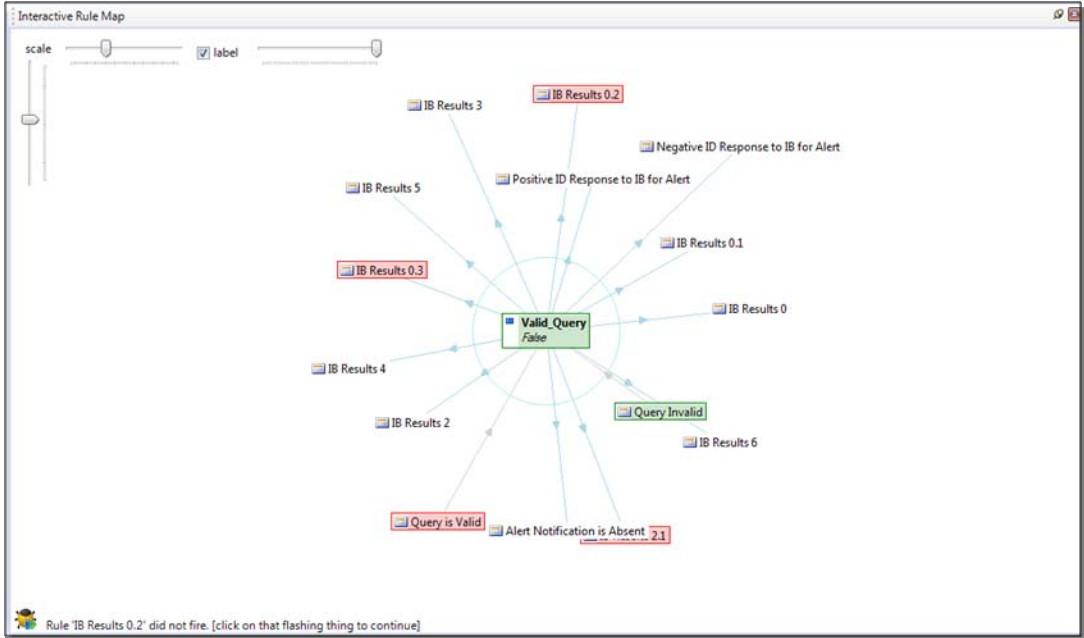 Interactive Rule Map
scale
label
IB Results 3
IB Results 0.2
Negative ID Response to IB for Alert
Positive ID Response to IB for Alert
IB Results 5
IB Results 0.1
IB Results 0.3
IB Results 0
Valid_Query
False
IB Results 4
Query Invalid
IB Results 2
IB Results 6
Query is Valid
Alert Notification is Absent
2.1
Rule 'IB Results 0.2' did not fire. [click on that flashing thing to continue]